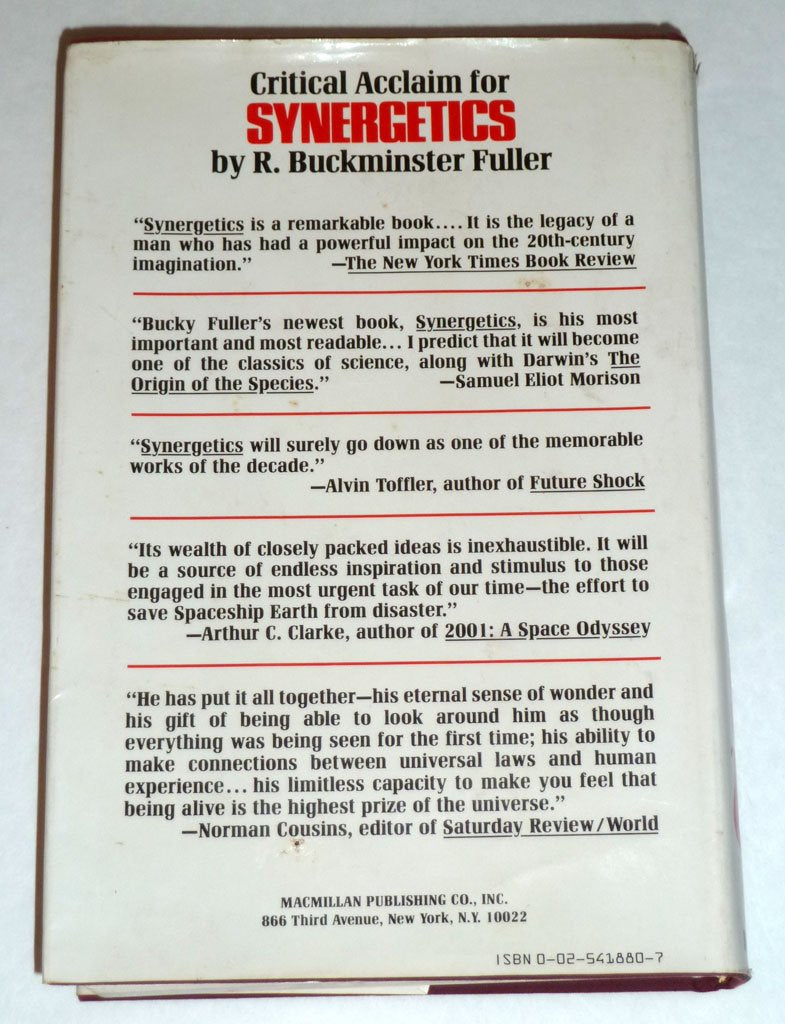 Critical Acclaim for
SYNERGETICS
by R. Buckminster Fuller
“Synergetics is a remarkable book.... It is the legacy of a
man who has had a powerful impact on the 20th-century
imagination.” —The New York Times Book Review
“Bucky Fuller’s newest book, Synergetics, is his most
important and most readable... I predict that it will become
one of the classics of science, along with Darwin’s The
Origin of the Species.” —Samuel Eliot Morison
“Synergetics will surely go down as one of the memorable
works of the decade.”
—Alvin Toffler, author of Future Shock
“Its wealth of closely packed ideas is inexhaustible. It will
be a source of endless inspiration and stimulus to those
engaged in the most urgent task of our time—the effort to
save Spaceship Earth from disaster.”
—Arthur C. Clarke, author of 2001: A Space Odyssey
“He has put it all together—his eternal sense of wonder and
his gift of being able to look around him as though
everything was being seen for the first time; his ability to
make connections between universal laws and human
experience... his limitless capacity to make you feel that
being alive is the highest prize of the universe.”
—Norman Cousins, editor of Saturday Review/World
MACMILLAN PUBLISHING CO., INC.
866 Third Avenue, New York, N.Y. 10022
ISBN 0-02-541880-7